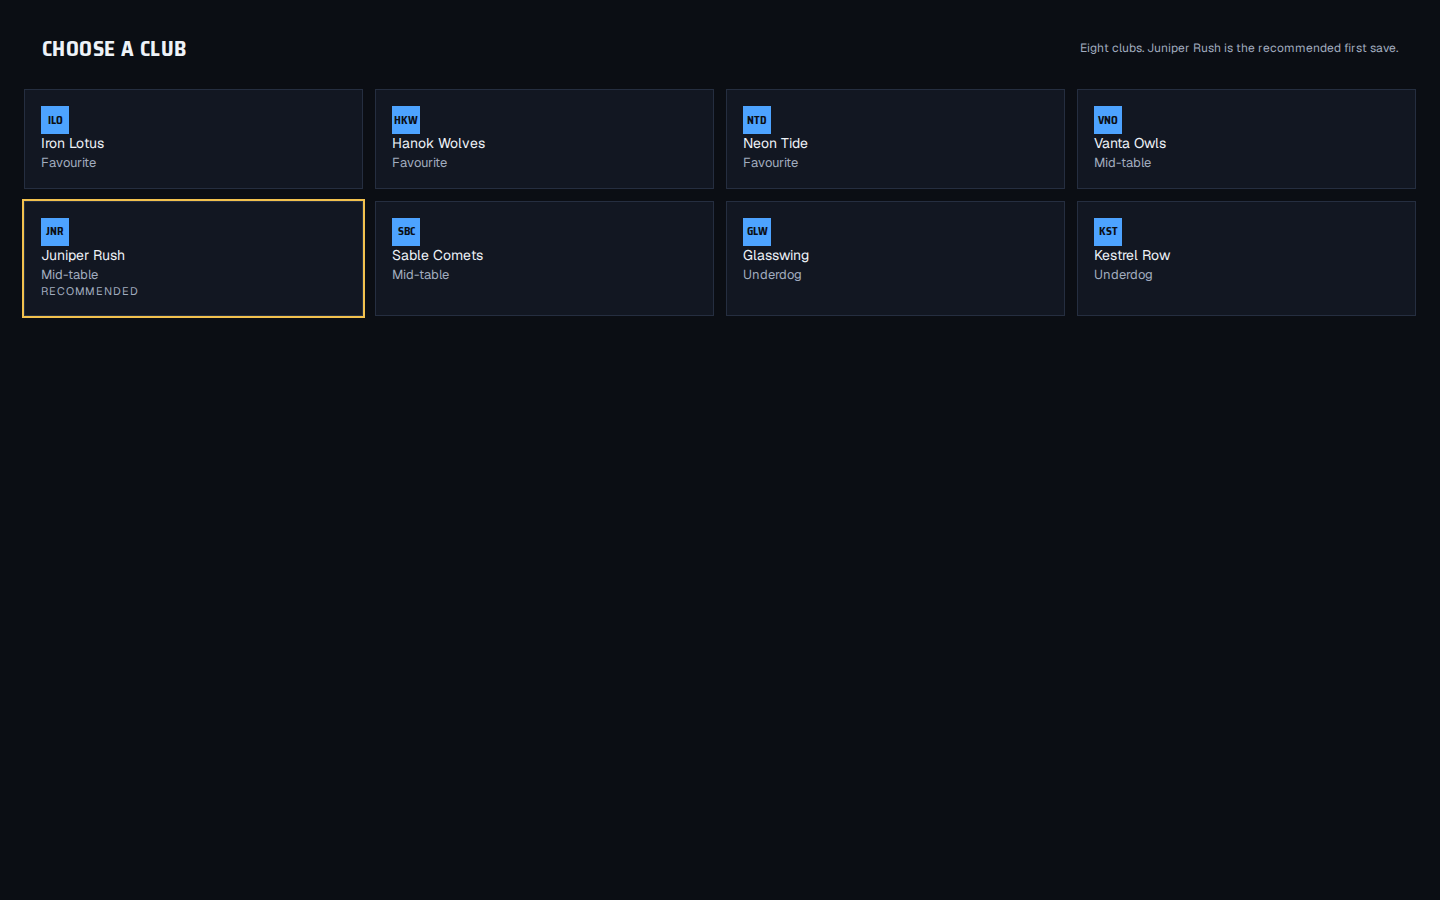 CHOOSE A CLUB
Eight clubs. Juniper Rush is the recommended first save.
ILO
Iron Lotus
Favourite
HKW
Hanok Wolves
Favourite
NTD
Neon Tide
Favourite
VNO
Vanta Owls
Mid-table
JNR
Juniper Rush
Mid-table
RECOMMENDED
SBC
Sable Comets
Mid-table
GLW
Glasswing
Underdog
KST
Kestrel Row
Underdog